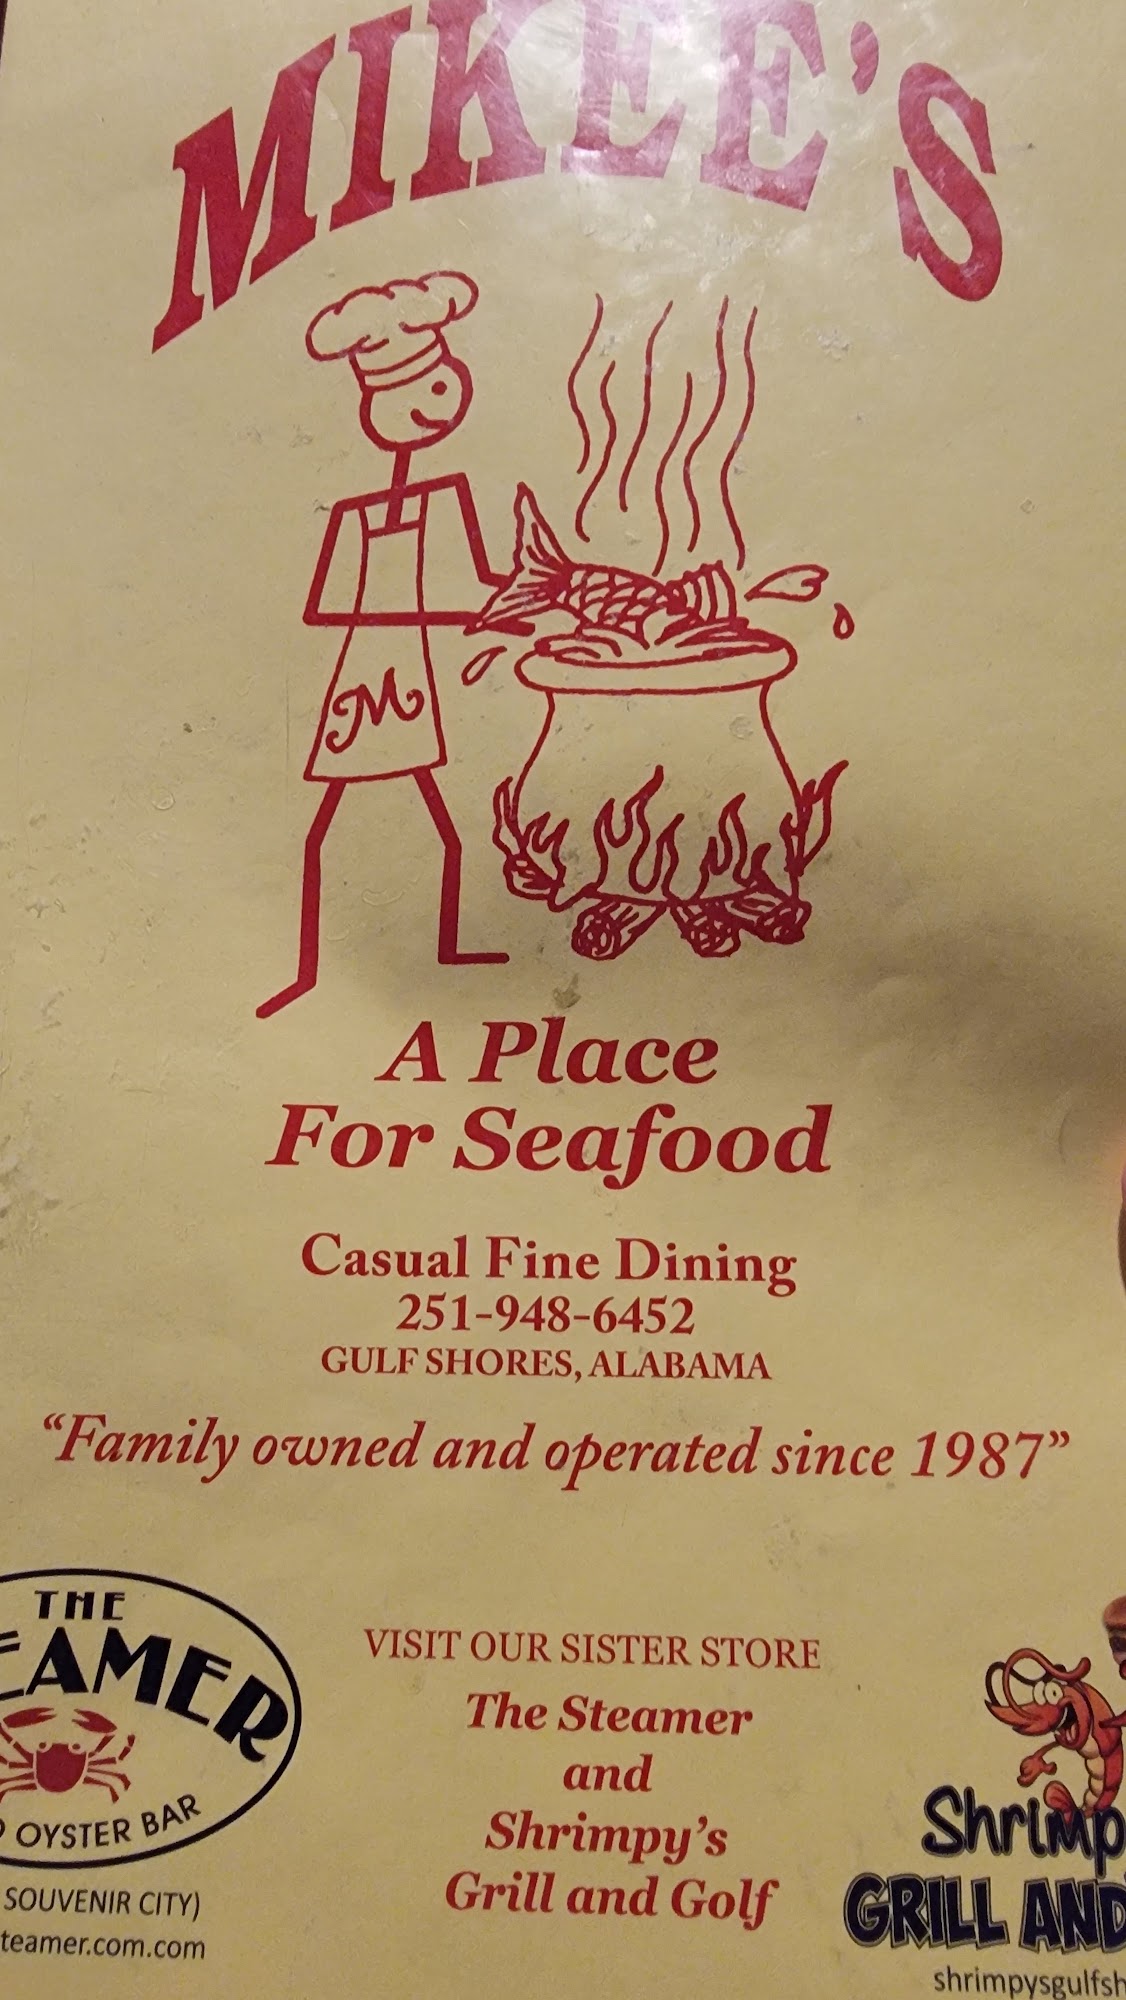 MIKEE'S
M
A Place
For Seafood
Casual Fine Dining
251-948-6452
GULF SHORES, ALABAMA
“Family owned and operated since 1987”
THE
EAMER
OYSTER BAR
SOUVENIR CITY)
teamer.com.com
VISIT OUR SISTER STORE
The Steamer
and
Shrimpy's
Grill and Golf
Shrimp
GRILL AND
shrimpysgulfsh